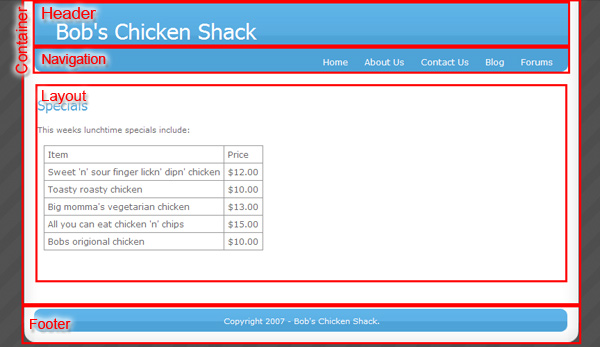 Container
Header
Bob's Chicken Shack
Navigation
Home About Us Contact Us Blog Forums
Layout
Specials
This weeks lunchtime specials include:
Item Price
Sweet 'n' sour finger lickn' dipn' chicken $12.00
Toasty roasty chicken $10.00
Big momma's vegetarian chicken $13.00
All you can eat chicken 'n' chips $15.00
Bobs origional chicken $10.00
Footer
Copyright 2007 - Bob's Chicken Shack.